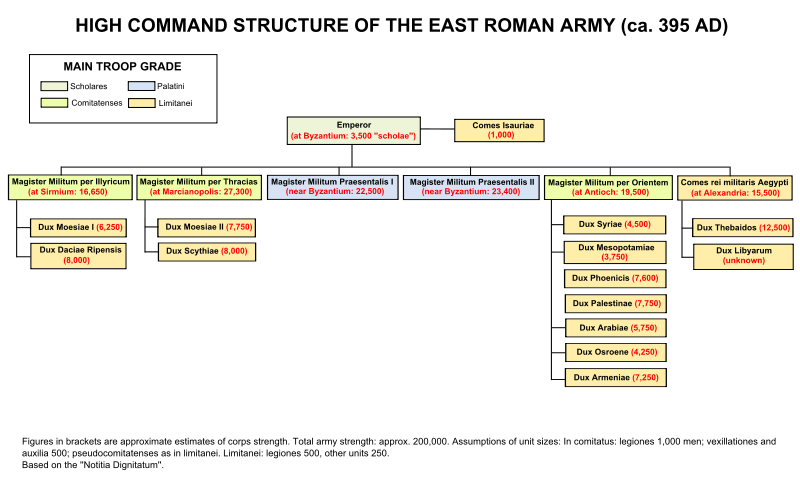 HIGH COMMAND STRUCTURE OF THE EAST ROMAN ARMY (ca. 395 AD)
MAIN TROOP GRADE
Scholares
Palatini
Comitatenses
Limitanei
Emperor
(at Byzantium: 3,500 "scholae")
Comes Isauriae
(1,000)
Magister Militum per Illyricum
(at Sirmium: 16,650)
Magister Militum per Thracias
(at Marcianopolis: 27,300)
Magister Militum Praesentalis I
(near Byzantium: 22,500)
Magister Militum Praesentalis II
(near Byzantium: 23,400)
Magister Militum per Orientem
(at Antioch: 19,500)
Comes rei militaris Aegypti
(at Alexandria: 15,500)
Dux Moesiae I (6,250)
Dux Daciae Ripensis
(8,000)
Dux Moesiae II (7,750)
Dux Scythiae (8,000)
Dux Syriae (4,500)
Dux Mesopotamiae
(3,750)
Dux Phoenicis (7,600)
Dux Palestinae (7,750)
Dux Arabiae (5,750)
Dux Osroene (4,250)
Dux Armeniae (7,250)
Dux Thebaidos (12,500)
Dux Libyarum
(unknown)
Figures in brackets are approximate estimates of corps strength. Total army strength: approx. 200,000. Assumptions of unit sizes: In comitatus: legiones 1,000 men; vexillationes and
auxilia 500; pseudocomitatenses as in limitanei. Limitanei: legiones 500, other units 250.
Based on the "Notitia Dignitatum".